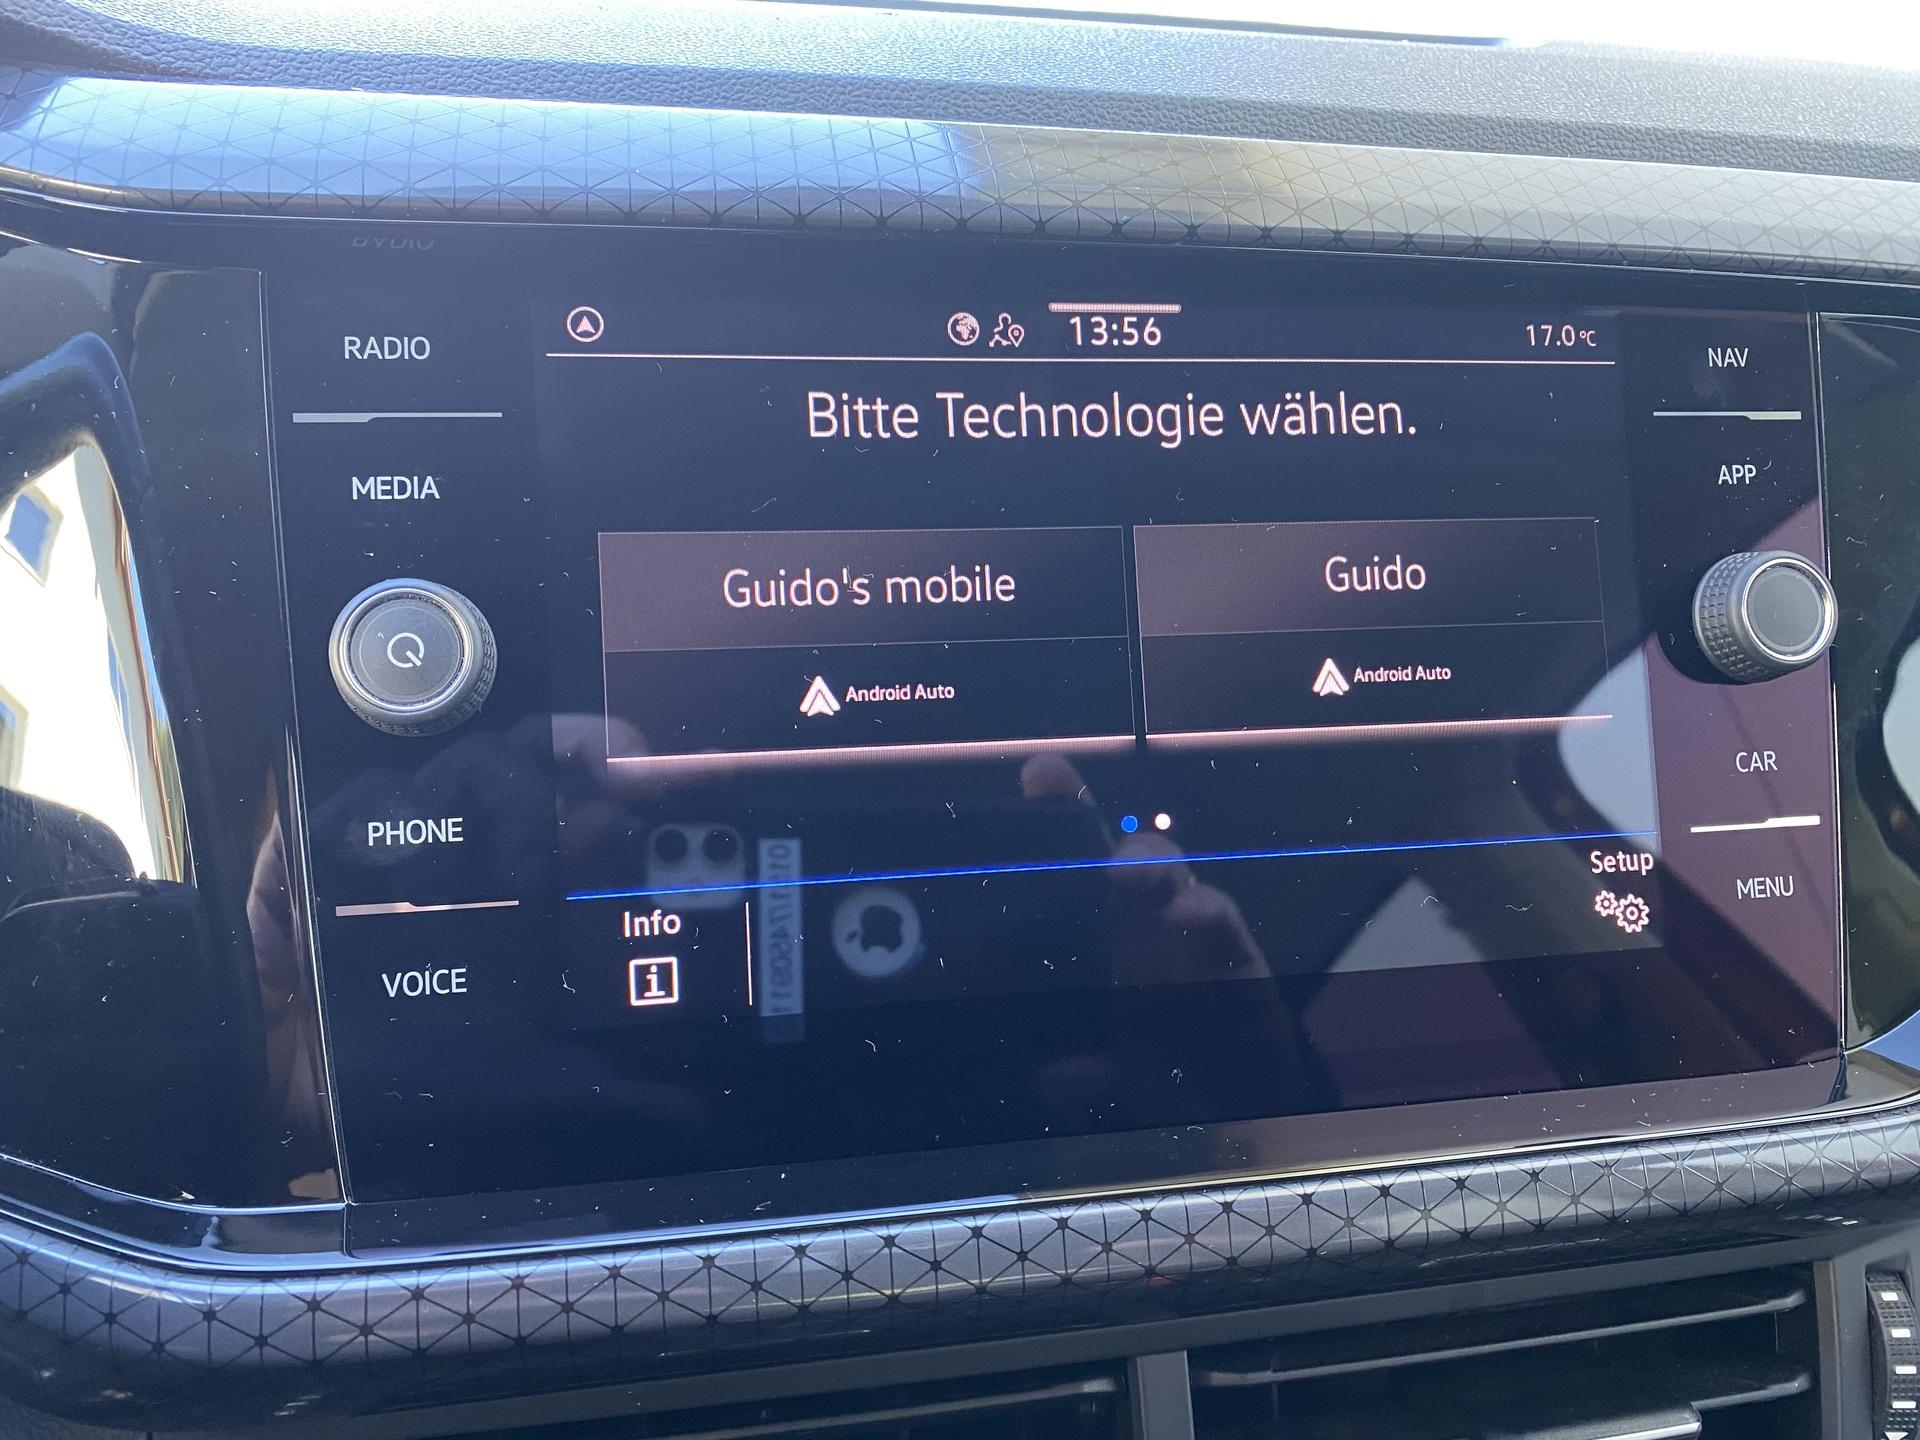 RADIO
MEDIA
PHONE
VOICE
13:56
17.0°C
Bitte Technologie wählen.
Guido's mobile
Android Auto
Guido
Android Auto
Info
Setup
NAV
APP
CAR
MENU